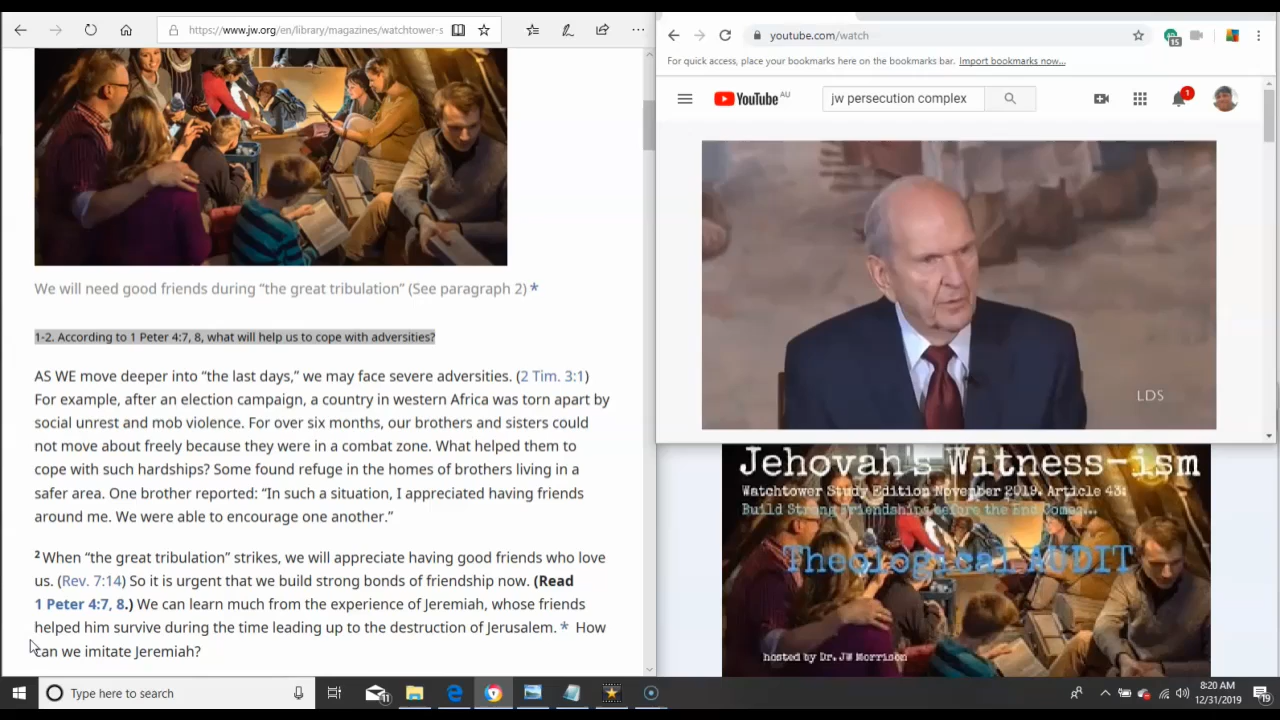 https://www.jw.org/en/library/magazines/watchtower-s
We will need good friends during “the great tribulation” (See paragraph 2) *
1-2. According to 1 Peter 4:7, 8, what will help us to cope with adversities?
AS WE move deeper into “the last days,” we may face severe adversities. (2 Tim. 3:1)
For example, after an election campaign, a country in western Africa was torn apart by
social unrest and mob violence. For over six months, our brothers and sisters could
not move about freely because they were in a combat zone. What helped them to
cope with such hardships? Some found refuge in the homes of brothers living in a
safer area. One brother reported: “In such a situation, I appreciated having friends
around me. We were able to encourage one another.”
2 When “the great tribulation” strikes, we will appreciate having good friends who love
us. (Rev. 7:14) So it is urgent that we build strong bonds of friendship now. (Read
1 Peter 4:7, 8.) We can learn much from the experience of Jeremiah, whose friends
helped him survive during the time leading up to the destruction of Jerusalem. * How
can we imitate Jeremiah?
youtube.com/watch
15
For quick access, place your bookmarks here on the bookmarks bar. Import bookmarks now...
YouTube AU
jw persecution complex
1
LDS
Jehovah's Witness-ism
Watchtower Study Edition November 2019. Article 43:
Build Strong Friendships before the End Comes...
Theological AUDIT
hosted by Dr. JW Morrison
Type here to search
11
8:20 AM
12/31/2019
19